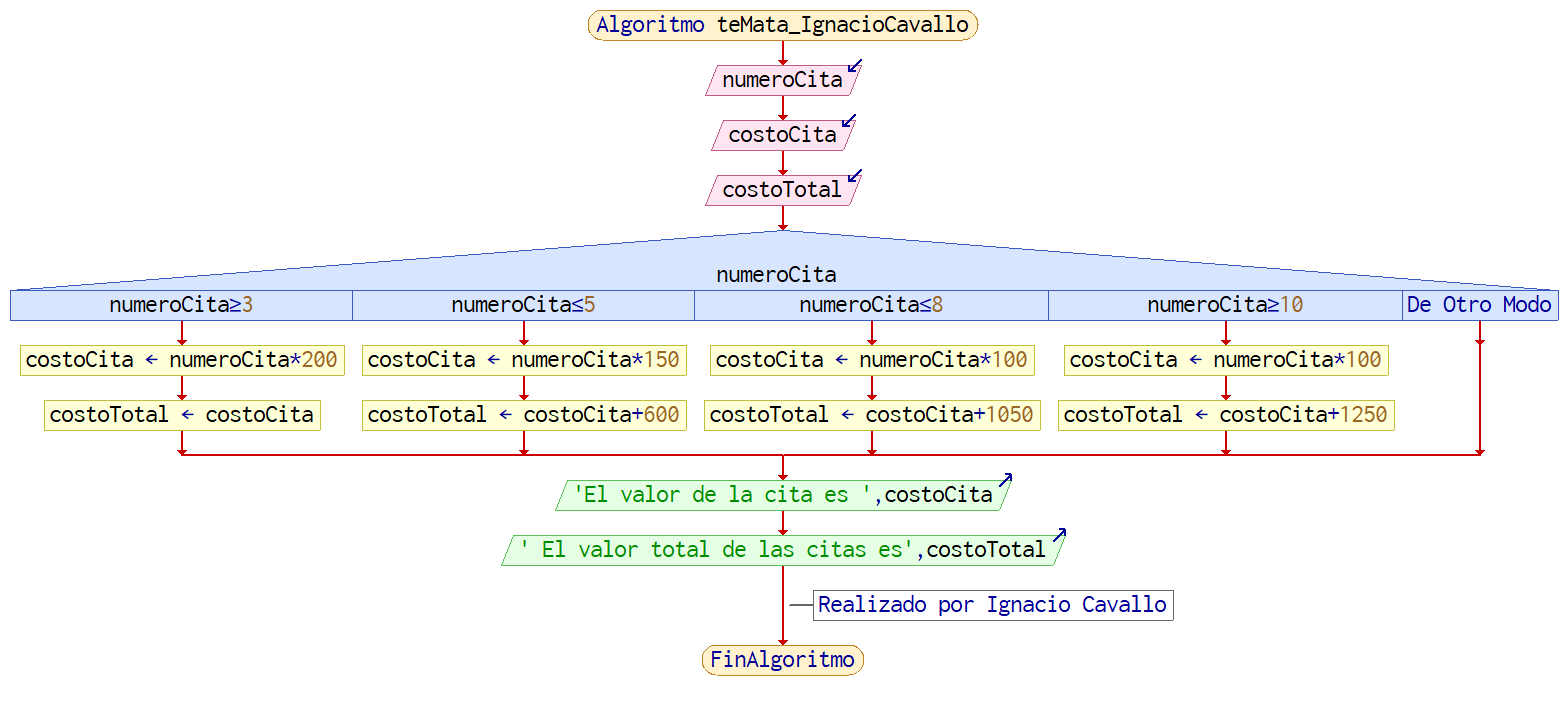 Algoritmo teMata_IgnacioCavallo
numeroCita
costoCita
costoTotal
numeroCita
numeroCita≥3
numeroCita≤5
numeroCita≤8
numeroCita≥10
De Otro Modo
costoCita ← numeroCita*200
costoCita ← numeroCita*150
costoCita ← numeroCita*100
costoCita ← numeroCita*100
costoTotal ← costoCita
costoTotal ← costoCita+600
costoTotal ← costoCita+1050
costoTotal ← costoCita+1250
'El valor de la cita es ',costoCita
' El valor total de las citas es',costoTotal
Realizado por Ignacio Cavallo
FinAlgoritmo